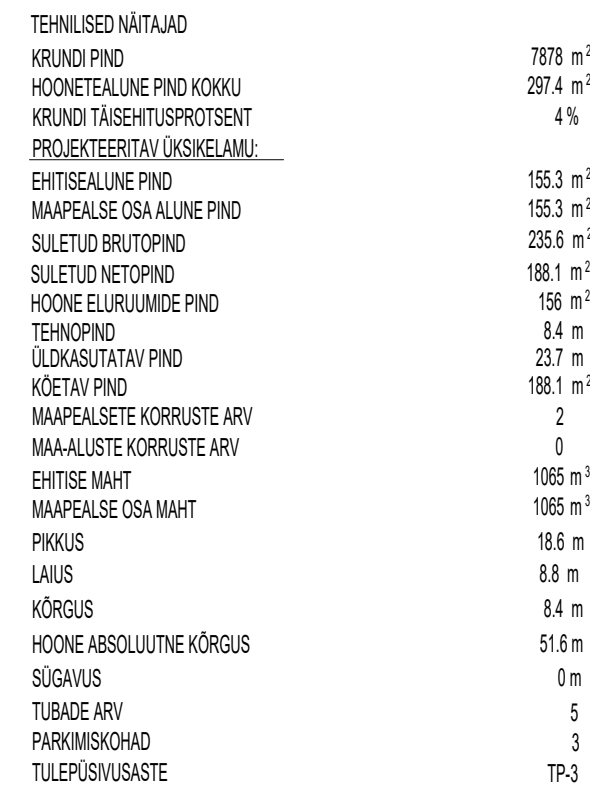 TEHNILISED NÄITAJAD
KRUNDI PIND 7878 m²
HOONETEALUNE PIND KOKKU 297.4 m²
KRUNDI TÄISEHITUSPROTSENT 4 %
PROJEKTEERITAV ÜKSIKELAMU:
EHITISEALUNE PIND 155.3 m²
MAAPEALSE OSA ALUNE PIND 155.3 m²
SULETUD BRUTOPIND 235.6 m²
SULETUD NETOPIND 188.1 m²
HOONE ELURUUMIDE PIND 156 m²
TEHNOPIND 8.4 m
ÜLDKASUTATAV PIND 23.7 m
KÖETAV PIND 188.1 m²
MAAPEALSETE KORRUSTE ARV 2
MAA-ALUSTE KORRUSTE ARV 0
EHITISE MAHT 1065 m³
MAAPEALSE OSA MAHT 1065 m³
PIKKUS 18.6 m
LAIUS 8.8 m
KÕRGUS 8.4 m
HOONE ABSOLUUTNE KÕRGUS 51.6 m
SÜGAVUS 0 m
TUBADE ARV 5
PARKIMISKOHAD 3
TULEPÜSIVUSASTE TP-3